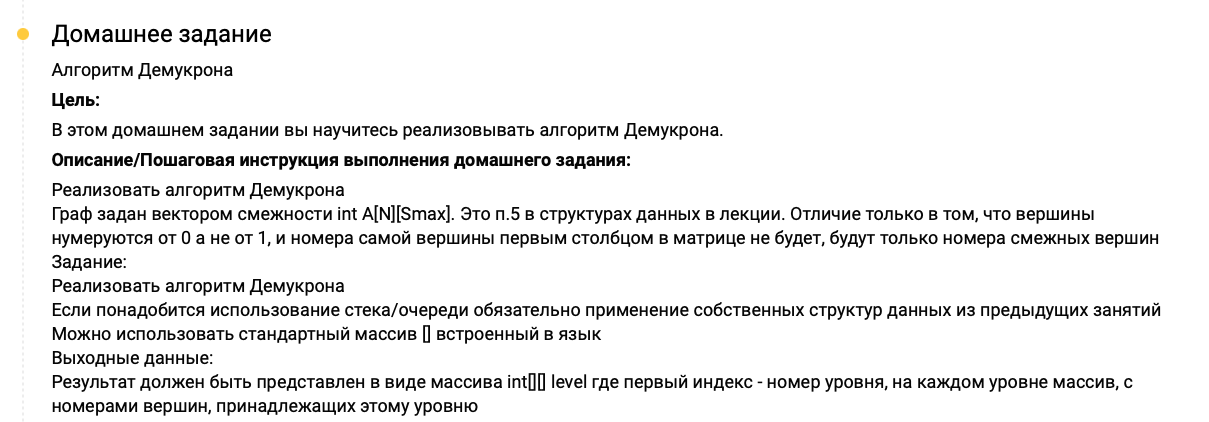 Домашнее задание
Алгоритм Демукрона
Цель:
В этом домашнем задании вы научитесь реализовывать алгоритм Демукрона.
Описание/Пошаговая инструкция выполнения домашнего задания:
Реализовать алгоритм Демукрона
Граф задан вектором смежности int A[N][Smax]. Это п.5 в структурах данных в лекции. Отличие только в том, что вершины
нумеруются от 0 а не от 1, и номера самой вершины первым столбцом в матрице не будет, будут только номера смежных вершин
Задание:
Реализовать алгоритм Демукрона
Если понадобится использование стека/очереди обязательно применение собственных структур данных из предыдущих занятий
Можно использовать стандартный массив [] встроенный в язык
Выходные данные:
Результат должен быть представлен в виде массива int[][] level где первый индекс - номер уровня, на каждом уровне массив, с
номерами вершин, принадлежащих этому уровню